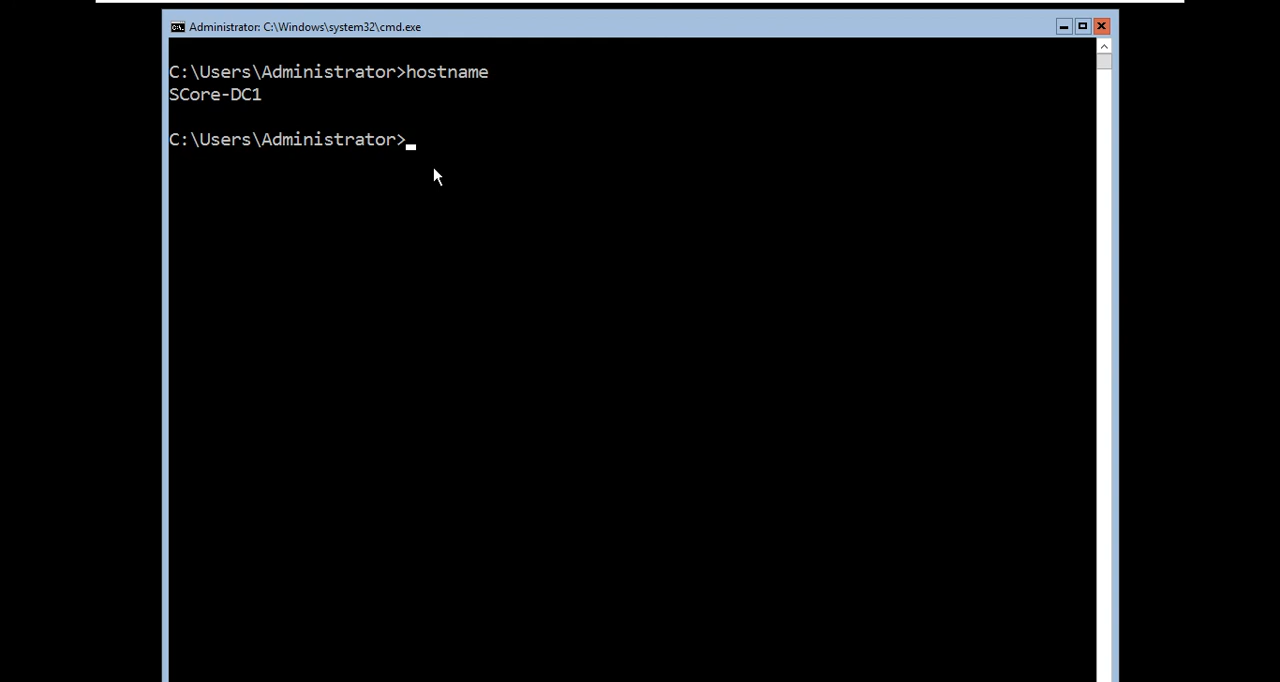 Administrator: C:\Windows\system32\cmd.exe
C:\Users\Administrator>hostname
SCore-DC1
C:\Users\Administrator>